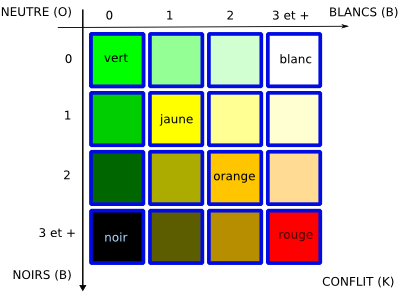 NEUTRE (O) 0 1 2 3 et + BLANCS (B)
0 vert blanc
1 jaune
2 orange
3 et + noir rouge
NOIRS (B) CONFLIT (K)